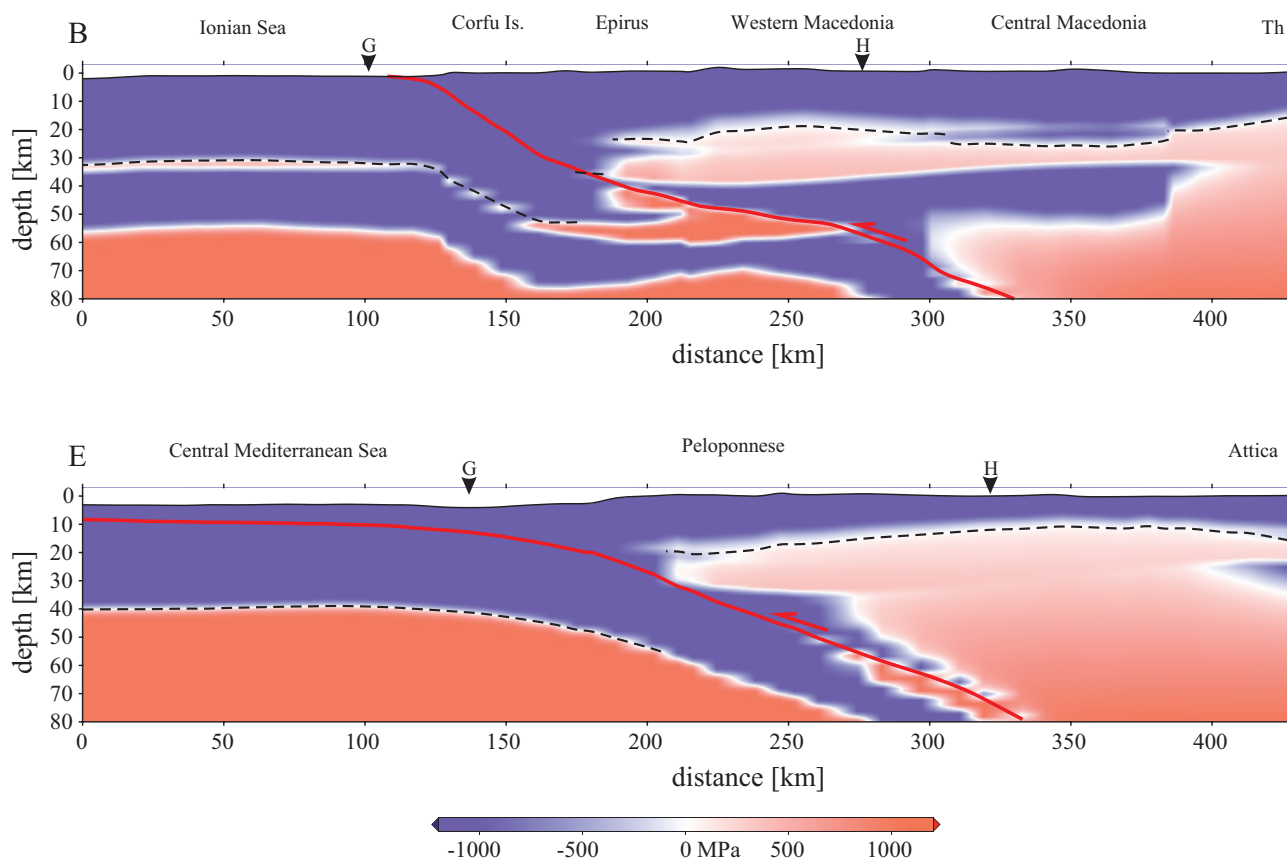 B Ionian Sea Corfu Is. Epirus Western Macedonia Central Macedonia Th
G H
0
10
20
30
40
50
60
70
80
depth [km]
0 50 100 150 200 250 300 350 400
distance [km]
E Central Mediterranean Sea Peloponnese Attica
G H
0
10
20
30
40
50
60
70
80
depth [km]
0 50 100 150 200 250 300 350 400
distance [km]
-1000 -500 0 MPa 500 1000